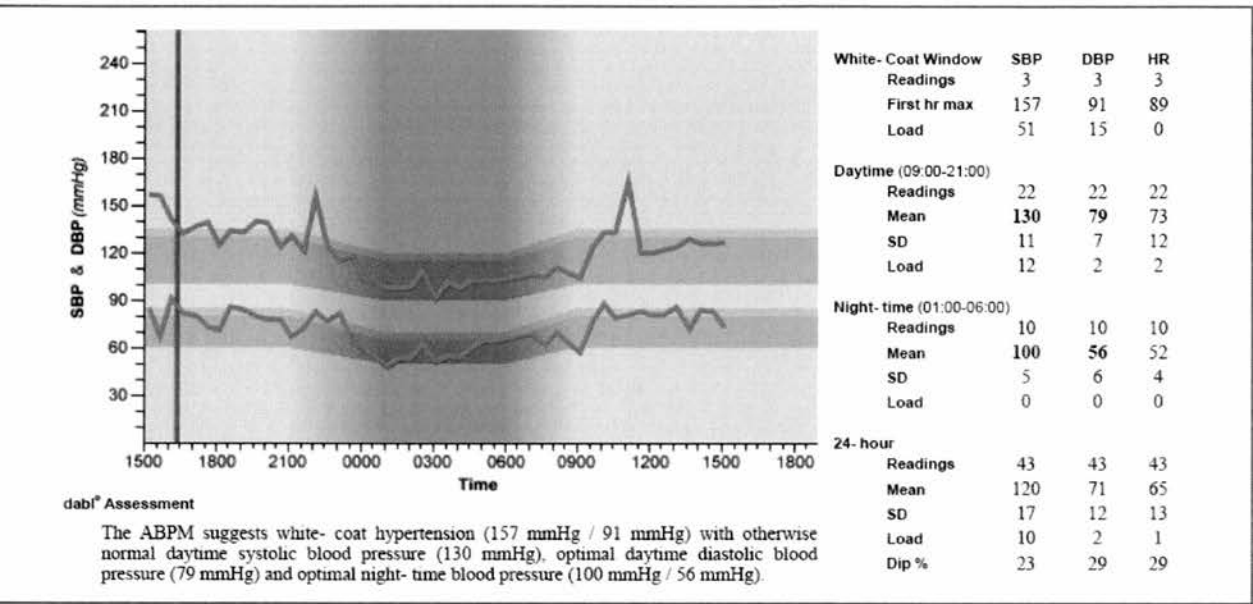 240
210
180
150
120
90
60
30
SBP & DBP (mmHg)
1500 1800 2100 0000 0300 0600 0900 1200 1500 1800
Time
White- Coat Window SBP DBP HR
Readings 3 3 3
First hr max 157 91 89
Load 51 15 0
Daytime (09:00-21:00)
Readings 22 22 22
Mean 130 79 73
SD 11 7 12
Load 12 2 2
Night- time (01:00-06:00)
Readings 10 10 10
Mean 100 56 52
SD 5 6 4
Load 0 0 0
24- hour
Readings 43 43 43
Mean 120 71 65
SD 17 12 13
Load 10 2 1
Dip % 23 29 29
dabl® Assessment
The ABPM suggests white- coat hypertension (157 mmHg / 91 mmHg) with otherwise
normal daytime systolic blood pressure (130 mmHg), optimal daytime diastolic blood
pressure (79 mmHg) and optimal night- time blood pressure (100 mmHg / 56 mmHg).